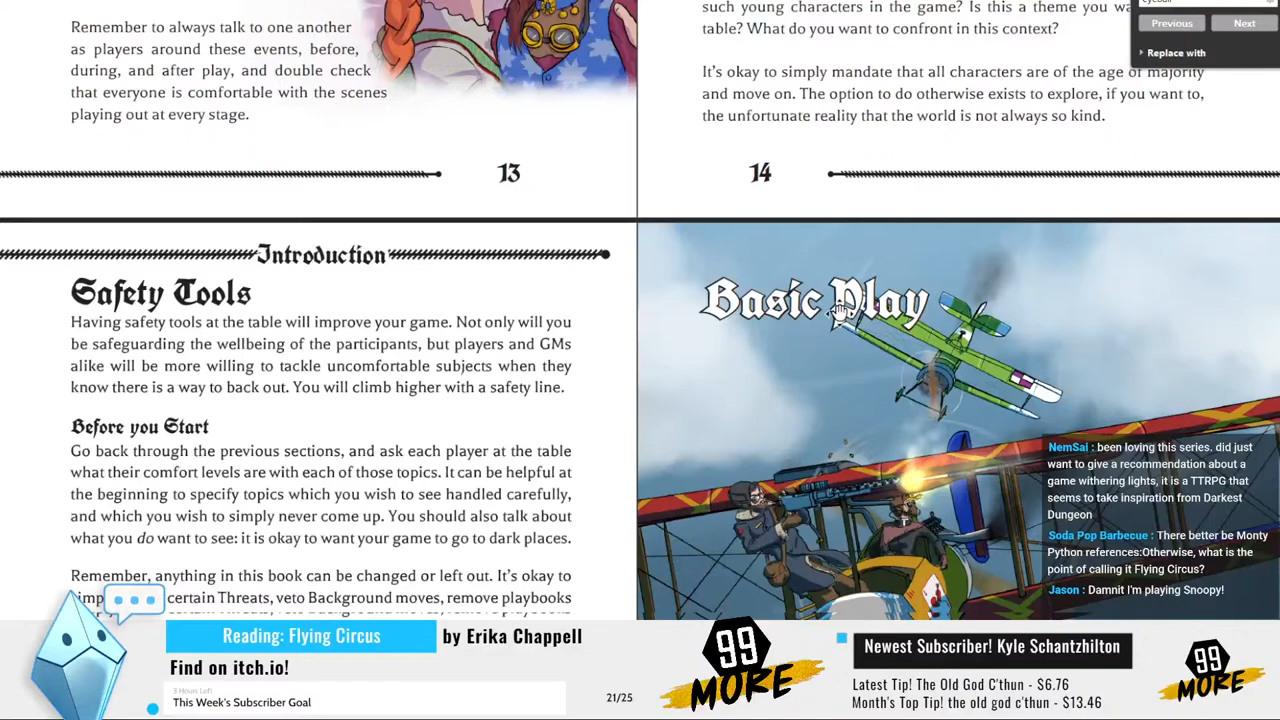 Remember to always talk to one another
as players around these events, before,
during, and after play, and double check
that everyone is comfortable with the scenes
playing out at every stage.
13
such young characters in the game? Is this a theme you wa
table? What do you want to confront in this context?
It's okay to simply mandate that all characters are of the age of majority
and move on. The option to do otherwise exists to explore, if you want to,
the unfortunate reality that the world is not always so kind.
14
Previous
Next
Replace with
Introduction
Safety Tools
Having safety tools at the table will improve your game. Not only will you
be safeguarding the wellbeing of the participants, but players and GMs
alike will be more willing to tackle uncomfortable subjects when they
know there is a way to back out. You will climb higher with a safety line.
Before you Start
Go back through the previous sections, and ask each player at the table
what their comfort levels are with each of those topics. It can be helpful at
the beginning to specify topics which you wish to see handled carefully,
and which you wish to simply never come up. You should also talk about
what you do want to see: it is okay to want your game to go to dark places.
Remember, anything in this book can be changed or left out. It's okay to
certain Threats, veto Background moves, remove playbooks
Basic Play
NemSai : been loving this series. did just
want to give a recommendation about a
game withering lights, it is a TTRPG that
seems to take inspiration from Darkest
Dungeon
Soda Pop Barbecue : There better be Monty
Python references:Otherwise, what is the
point of calling it Flying Circus?
Jason : Damnit I'm playing Snoopy!
Reading: Flying Circus by Erika Chappell
Find on itch.io!
3 Hours Left
This Week's Subscriber Goal
21/25
99
MORE
Newest Subscriber! Kyle Schantzhilton
Latest Tip! The Old God C'thun - $6.76
Month's Top Tip! the old god c'thun - $13.46
99
MORE